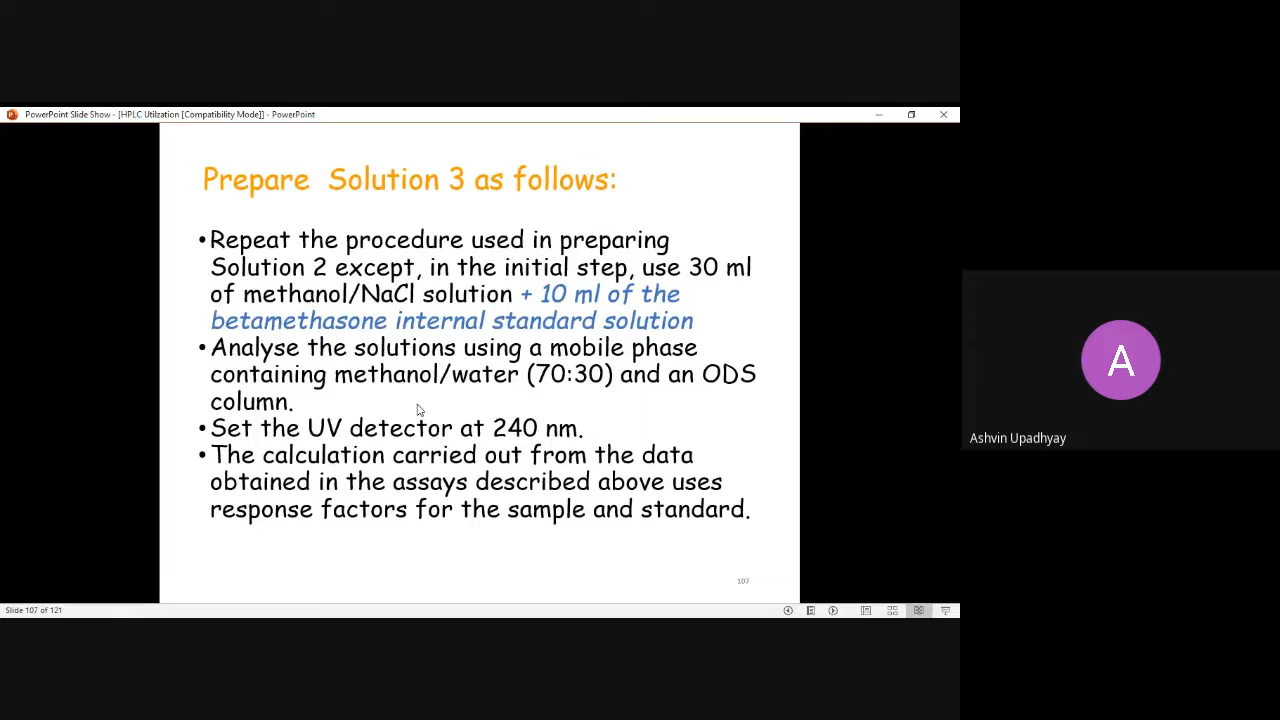 PowerPoint Slide Show - [HPLC Utilzation [Compatibility Mode]] - PowerPoint
Prepare Solution 3 as follows:
•Repeat the procedure used in preparing
Solution 2 except, in the initial step, use 30 ml
of methanol/NaCl solution + 10 ml of the
betamethasone internal standard solution
•Analyse the solutions using a mobile phase
containing methanol/water (70:30) and an ODS
column.
•Set the UV detector at 240 nm.
•The calculation carried out from the data
obtained in the assays described above uses
response factors for the sample and standard.
107
Slide 107 of 121
A
Ashvin Upadhyay